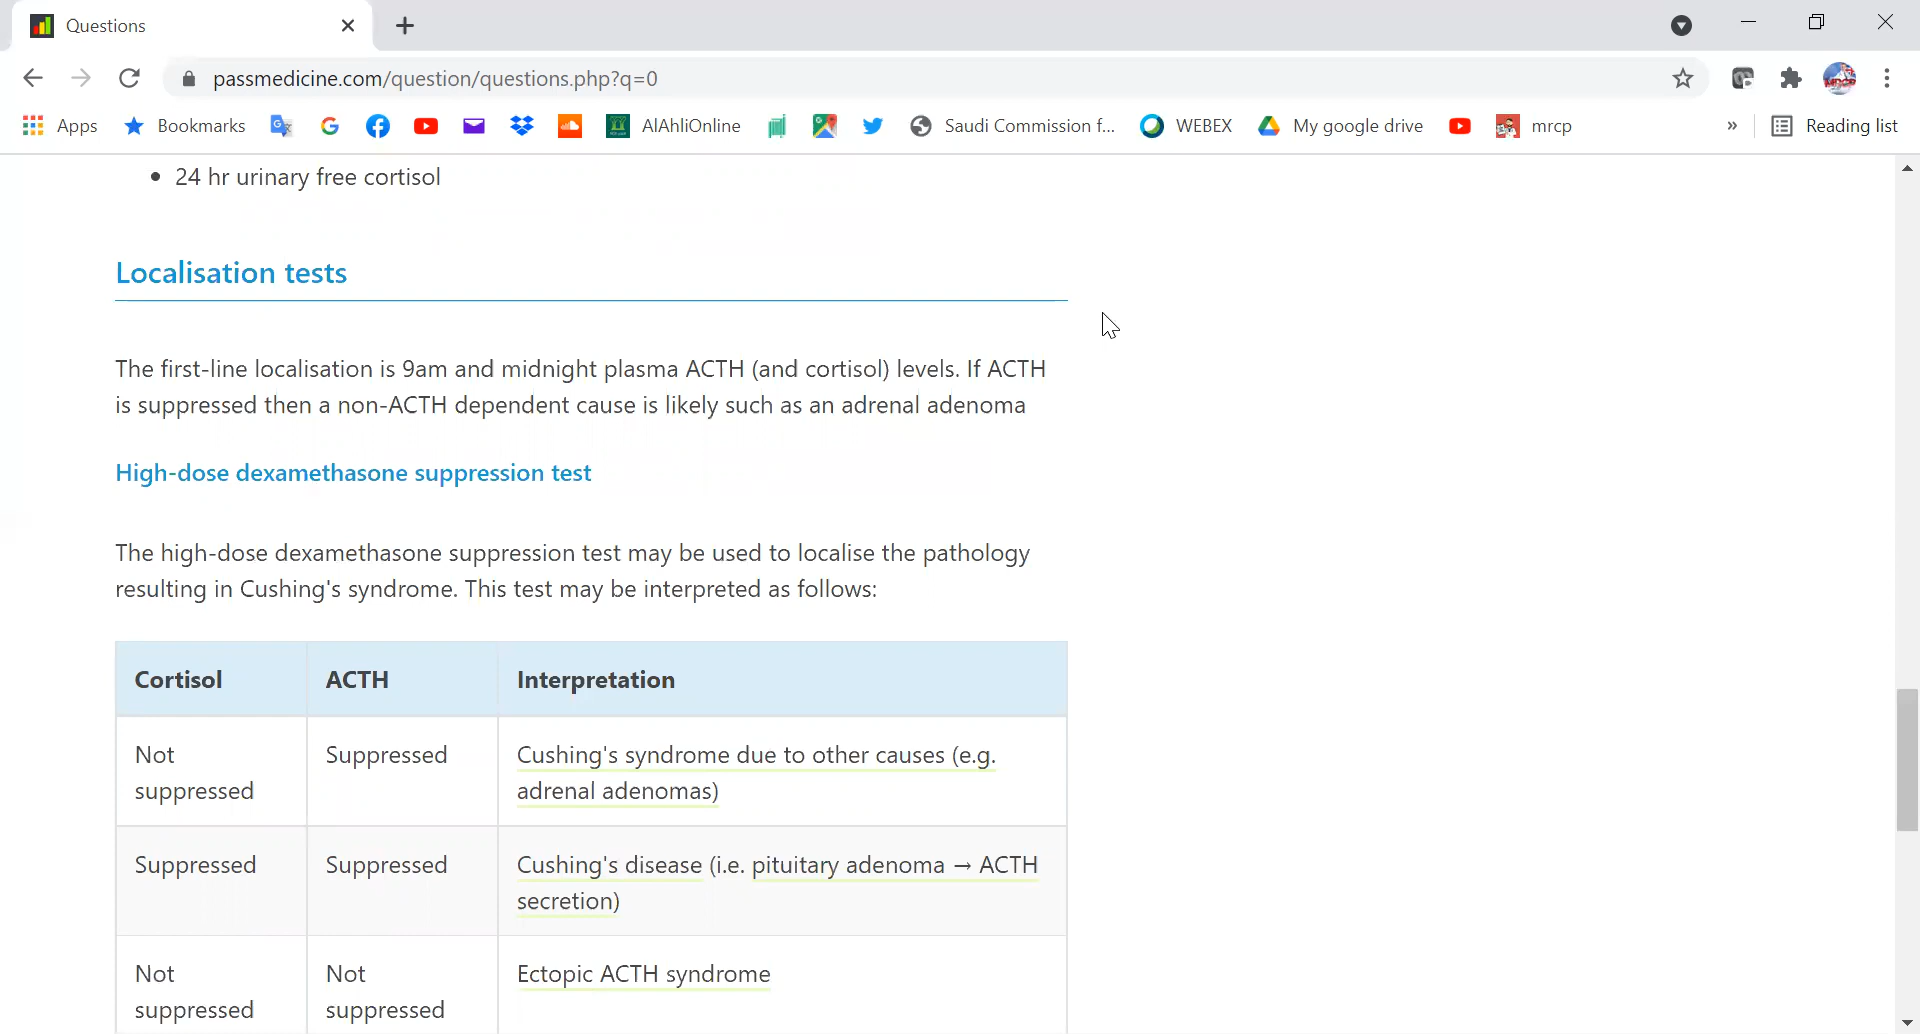 Questions
passmedicine.com/question/questions.php?q=0
Apps
Bookmarks
AlAhliOnline
Saudi Commission f...
WEBEX
My google drive
mrcp
»
Reading list
• 24 hr urinary free cortisol
Localisation tests
The first-line localisation is 9am and midnight plasma ACTH (and cortisol) levels. If ACTH
is suppressed then a non-ACTH dependent cause is likely such as an adrenal adenoma
High-dose dexamethasone suppression test
The high-dose dexamethasone suppression test may be used to localise the pathology
resulting in Cushing's syndrome. This test may be interpreted as follows:
Cortisol ACTH Interpretation
Not Suppressed Cushing's syndrome due to other causes (e.g.
suppressed adrenal adenomas)
Suppressed Suppressed Cushing's disease (i.e. pituitary adenoma → ACTH
secretion)
Not Not Ectopic ACTH syndrome
suppressed suppressed